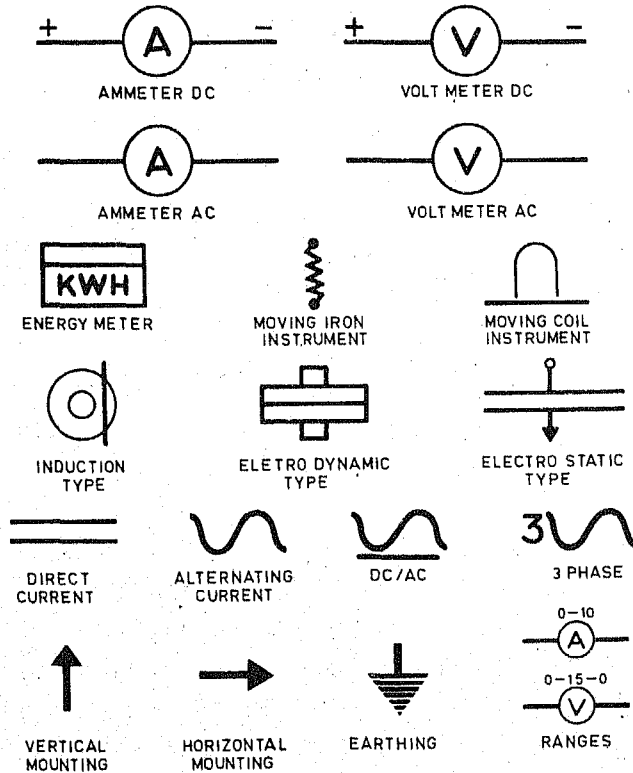 + A − + V −
AMMETER DC VOLT METER DC
A V
AMMETER AC VOLT METER AC
KWH
ENERGY METER
MOVING IRON
INSTRUMENT
MOVING COIL
INSTRUMENT
INDUCTION
TYPE
ELETRO DYNAMIC
TYPE
ELECTRO STATIC
TYPE
3
DIRECT
CURRENT
ALTERNATING
CURRENT
DC/AC
3 PHASE
0-10
A
0-15-0
V
VERTICAL
MOUNTING
HORIZONTAL
MOUNTING
EARTHING
RANGES